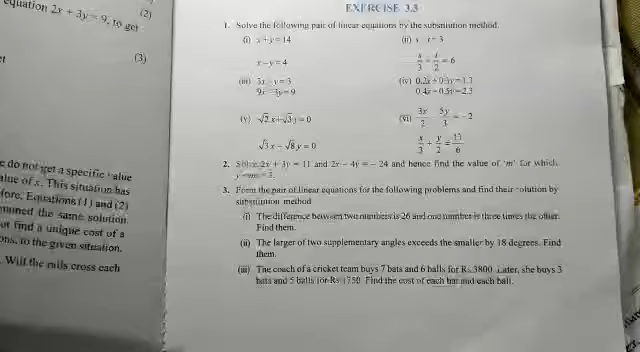 equation 2x + 3y = 9, to get
(2)
(3)
e do not get a specific value
alue of x. This situation has
fore, Equations (1) and (2)
mined the same solution.
ot find a unique cost of a
ons, to the given situation.
. Will the rails cross each
EXERCISE 3.3
1. Solve the following pair of linear equations by the substitution method.
(i) x + y = 14
(ii) s - t = 3
x - y = 4
s/3 + t/2 = 6
(iii) 3x - y = 3
(iv) 0.2x + 0.3y = 1.3
9x - 3y = 9
0.4x + 0.5y = 2.3
(v) √2 x + √3 y = 0
(vi) 3x/2 - 5y/3 = -2
√3 x - √8 y = 0
x/3 + y/2 = 13/6
2. Solve 2x + 3y = 11 and 2x - 4y = - 24 and hence find the value of 'm' for which
y = mx + 3.
3. Form the pair of linear equations for the following problems and find their solution by
substitution method.
(i) The difference between two numbers is 26 and one number is three times the other.
Find them.
(ii) The larger of two supplementary angles exceeds the smaller by 18 degrees. Find
them.
(iii) The coach of a cricket team buys 7 bats and 6 balls for Rs 3800. Later, she buys 3
bats and 5 balls for Rs 1750. Find the cost of each bat and each ball.